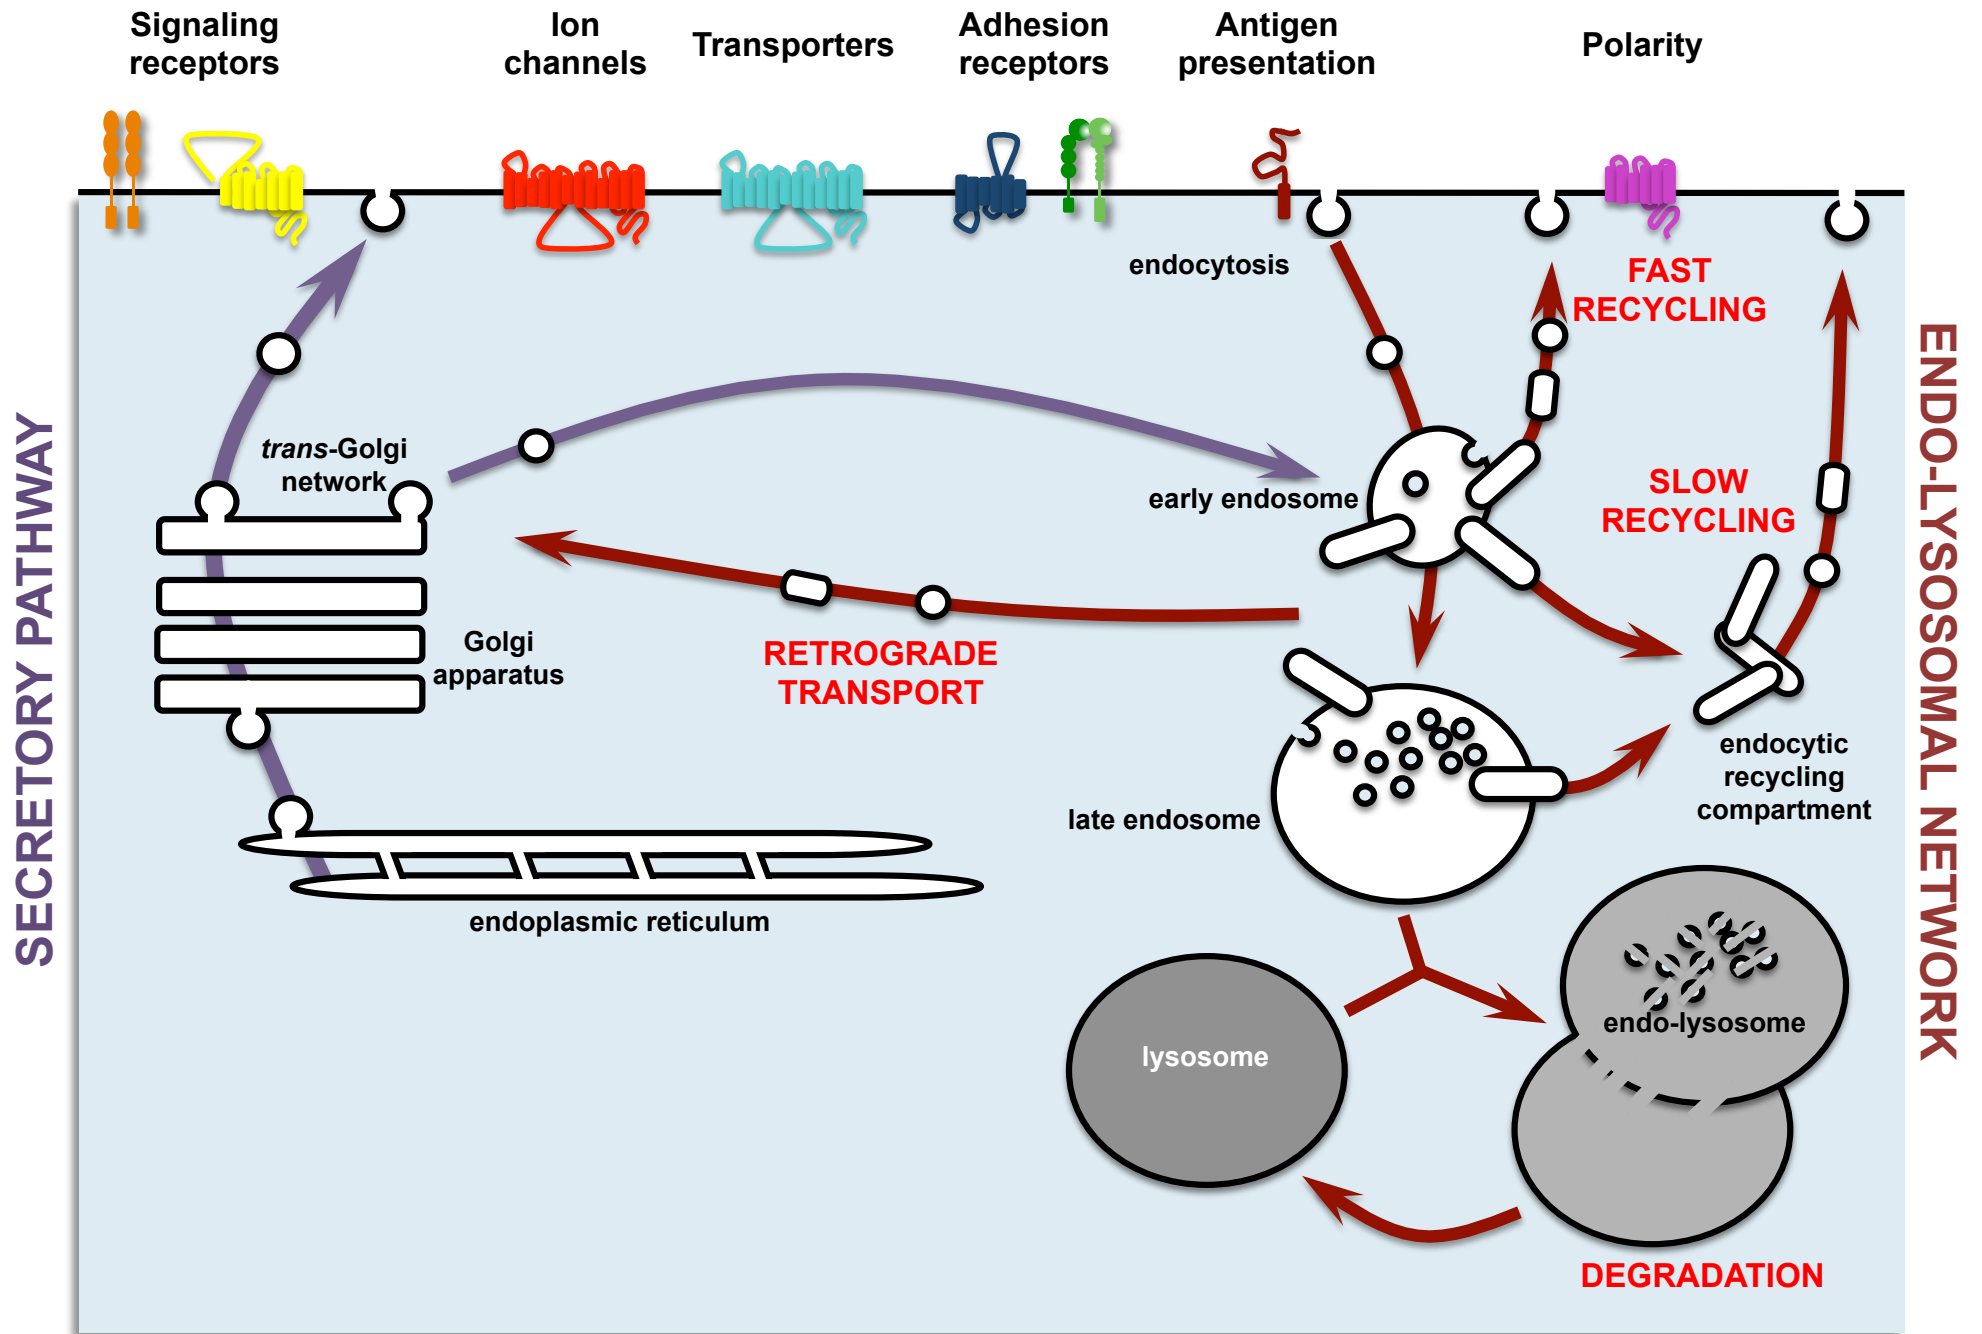 Signaling
receptors
Ion
channels
Transporters
Adhesion
receptors
Antigen
presentation
Polarity
endocytosis
FAST
RECYCLING
trans-Golgi
network
early endosome
SLOW
RECYCLING
Golgi
apparatus
RETROGRADE
TRANSPORT
endocytic
recycling
compartment
late endosome
endoplasmic reticulum
endo-lysosome
lysosome
DEGRADATION
SECRETORY PATHWAY
ENDO-LYSOSOMAL NETWORK